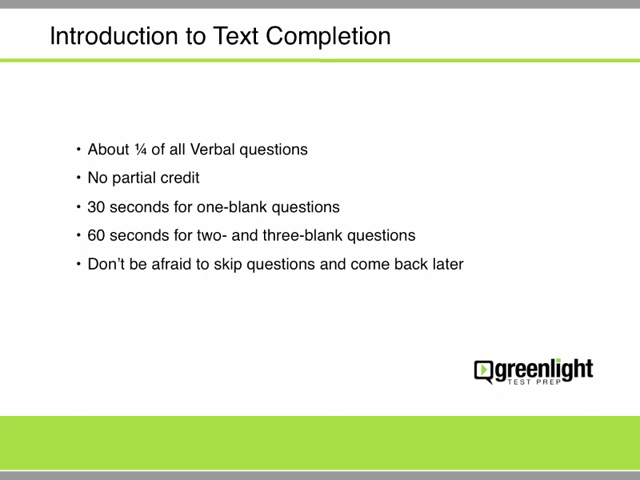 Introduction to Text Completion
• About ¼ of all Verbal questions
• No partial credit
• 30 seconds for one-blank questions
• 60 seconds for two- and three-blank questions
• Don't be afraid to skip questions and come back later
greenlight
TEST PREP